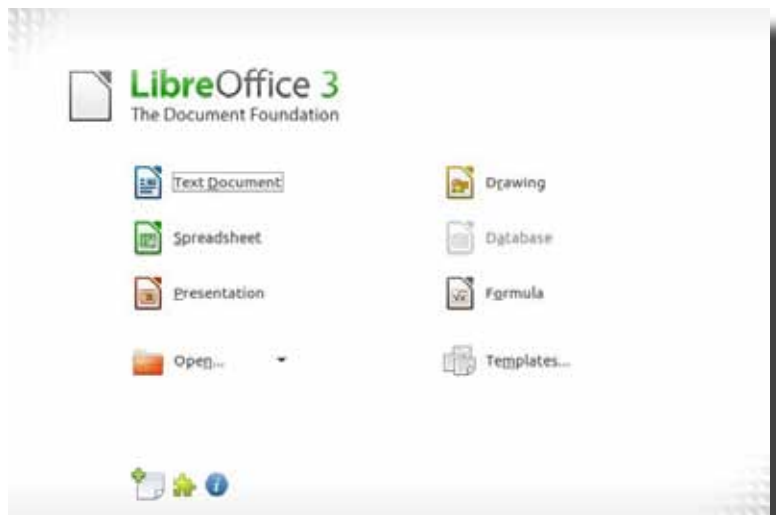 LibreOffice 3
The Document Foundation
Text Document
Drawing
Spreadsheet
Database
Presentation
Formula
Open...
Templates...